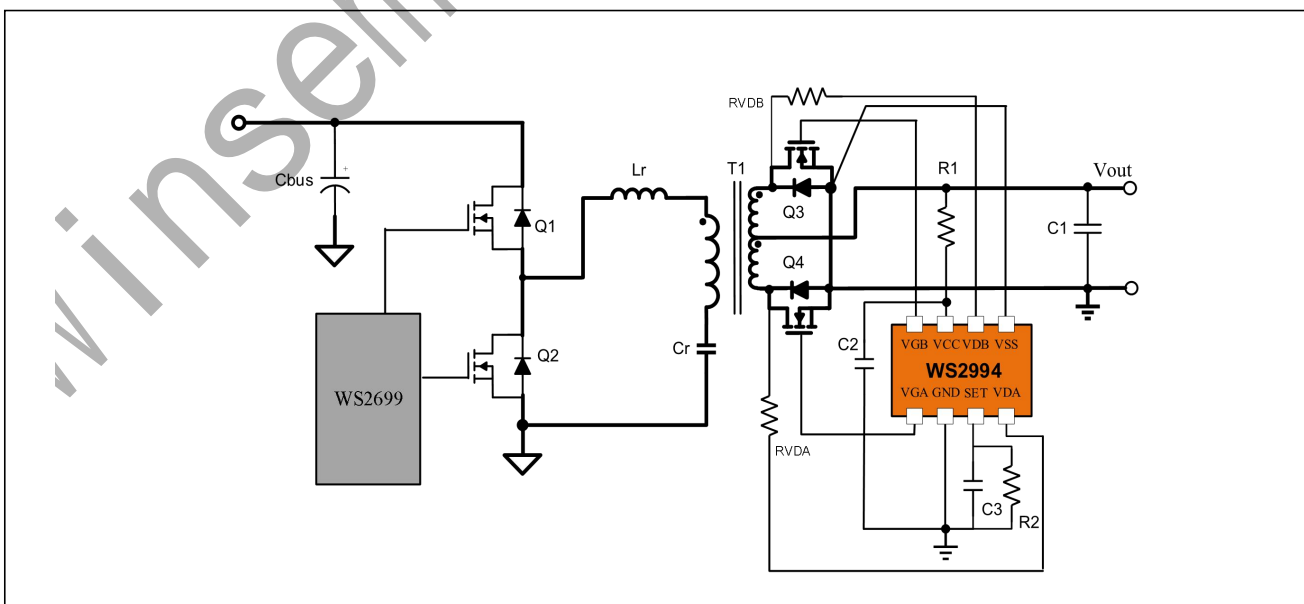 winsem
RVDB
Cbus
+
Lr
T1
R1
Vout
Q1
Q3
C1
Q4
Q2
Cr
C2
VGB VCC VDB VSS
WS2994
VGA GND SET VDA
WS2699
RVDA
C3
R2